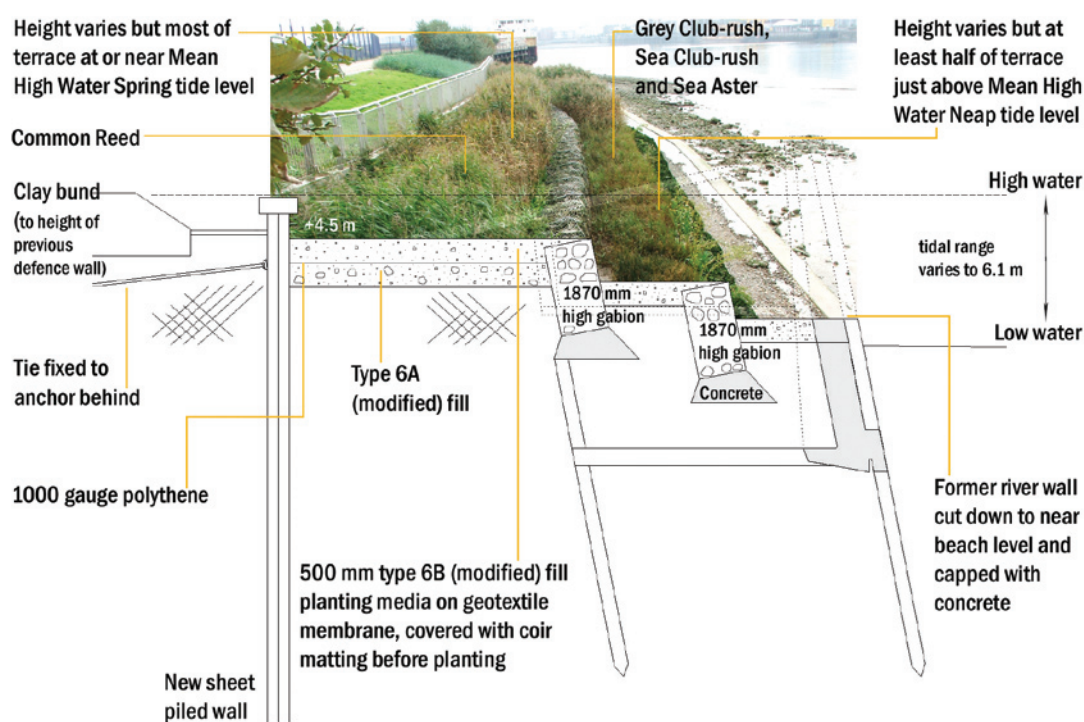 Height varies but most of
terrace at or near Mean
High Water Spring tide level
Grey Club-rush,
Sea Club-rush
and Sea Aster
Height varies but at
least half of terrace
just above Mean High
Water Neap tide level
Common Reed
Clay bund
(to height of
previous
defence wall)
High water
+4.5 m
tidal range
varies to 6.1 m
1870 mm
high gabion
1870 mm
high gabion
Low water
Tie fixed to
anchor behind
Type 6A
(modified) fill
Concrete
1000 gauge polythene
Former river wall
cut down to near
beach level and
capped with
concrete
500 mm type 6B (modified) fill
planting media on geotextile
membrane, covered with coir
matting before planting
New sheet
piled wall